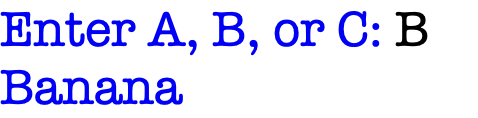 Enter A, B, or C: B
Banana